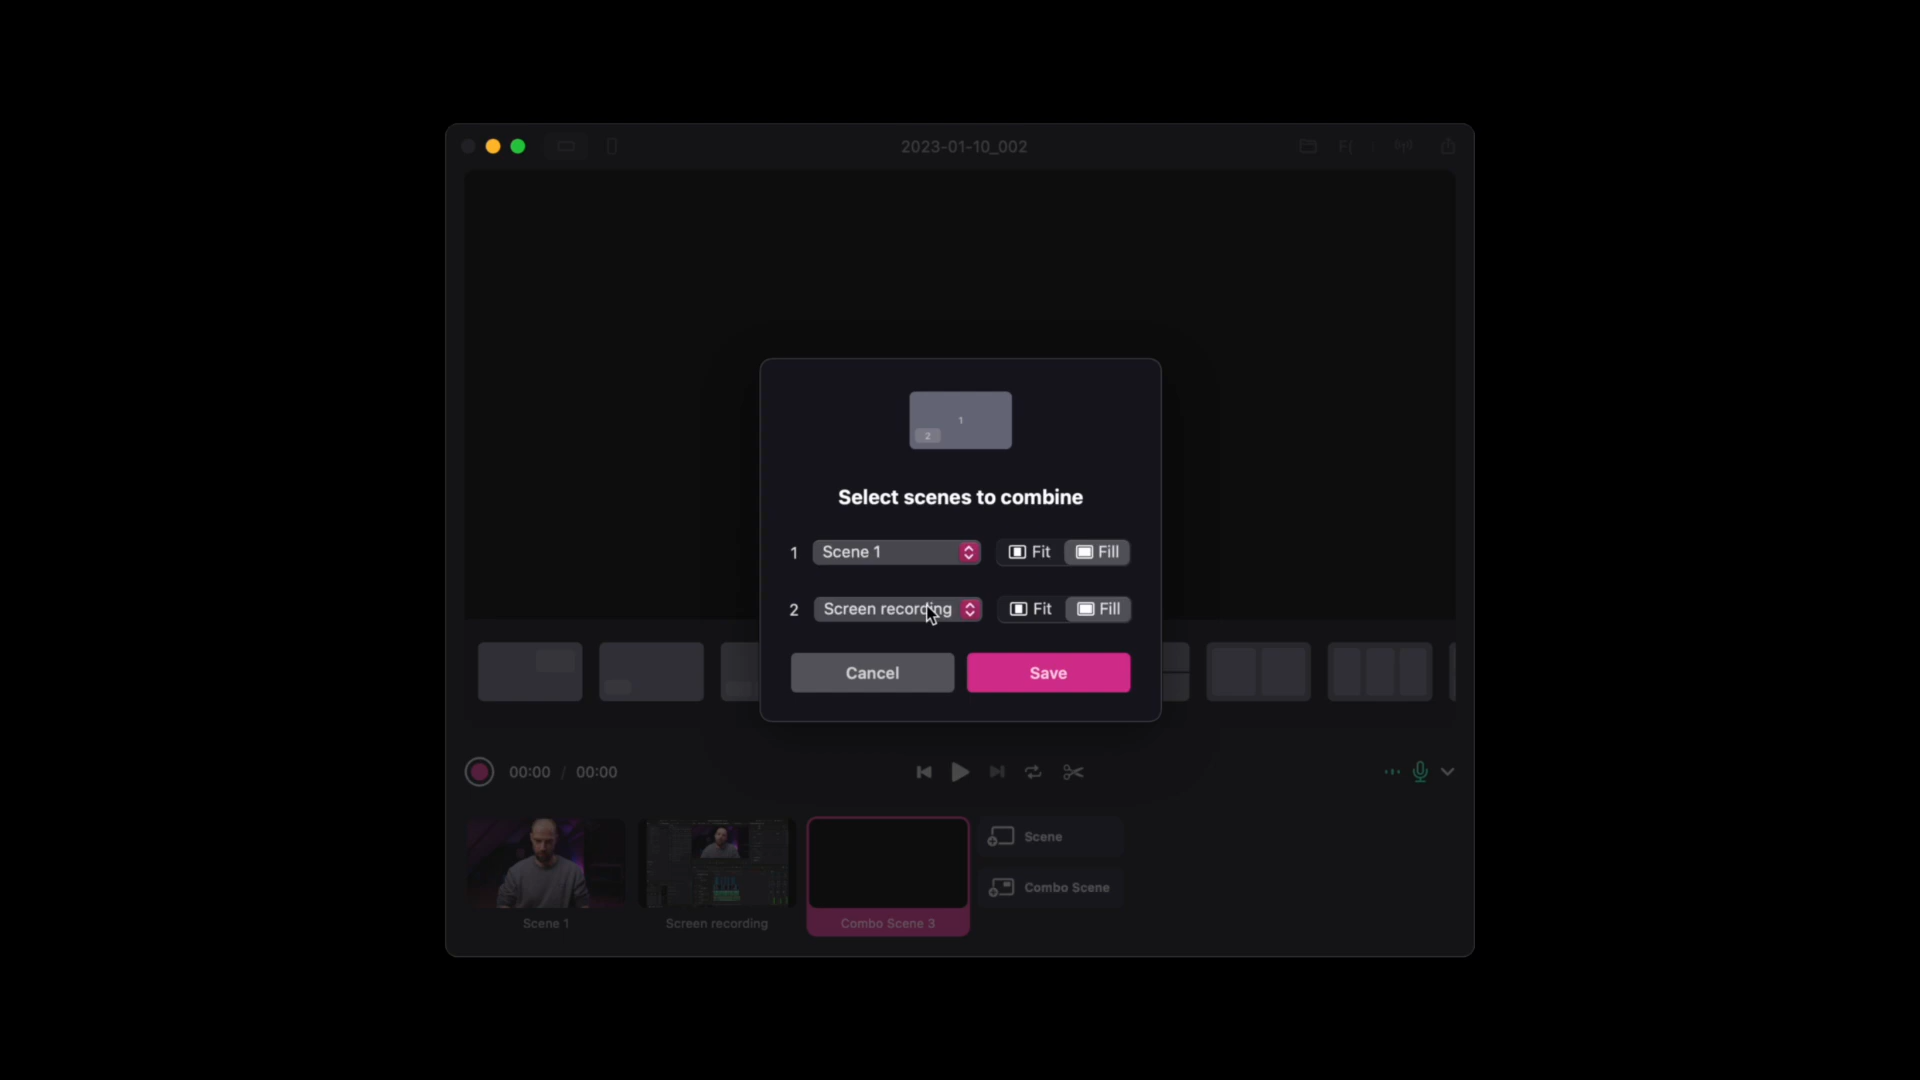 2023-01-10_002
1
2
Select scenes to combine
1 Scene 1 Fit Fill
2 Screen recording Fit Fill
Cancel Save
00:00 / 00:00
Scene
Combo Scene
Scene 1 Screen recording Combo Scene 3